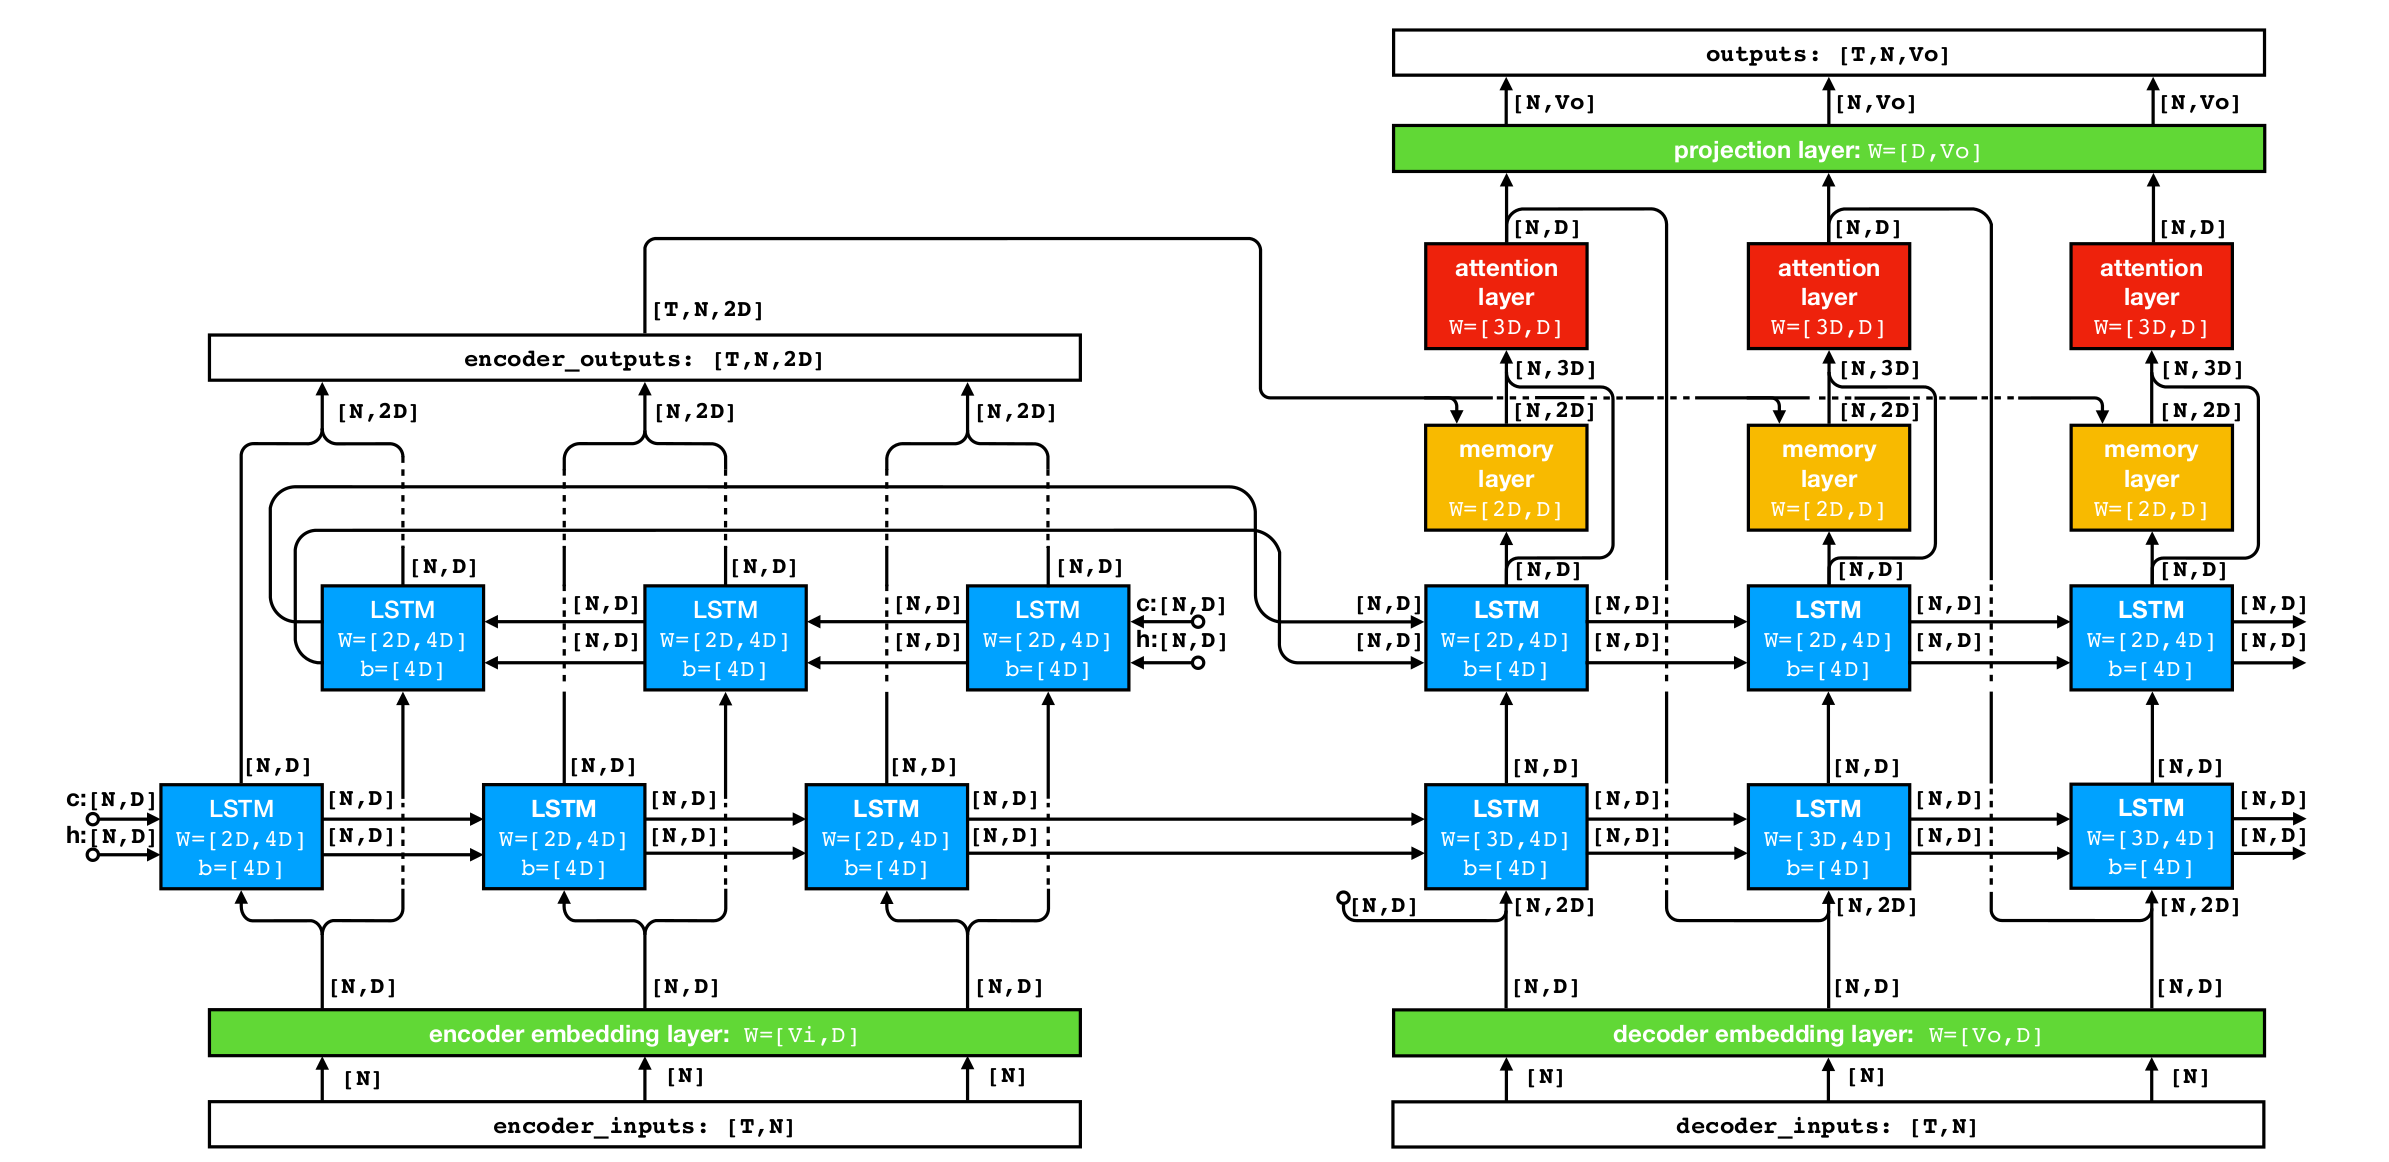 outputs: [T,N,Vo]
[N,Vo] [N,Vo] [N,Vo]
projection layer: W=[D,Vo]
[N,D] [N,D] [N,D]
attention layer W=[3D,D]
attention layer W=[3D,D]
attention layer W=[3D,D]
[T,N,2D]
encoder_outputs: [T,N,2D]
[N,3D] [N,3D] [N,3D]
[N,2D] [N,2D] [N,2D]
[N,2D] [N,2D] [N,2D]
memory layer W=[2D,D]
memory layer W=[2D,D]
memory layer W=[2D,D]
[N,D] [N,D] [N,D]
[N,D] [N,D] [N,D]
LSTM W=[2D,4D] b=[4D]
[N,D]
[N,D]
LSTM W=[2D,4D] b=[4D]
[N,D]
[N,D]
LSTM W=[2D,4D] b=[4D]
c:[N,D]
h:[N,D]
[N,D]
[N,D]
LSTM W=[2D,4D] b=[4D]
[N,D]
[N,D]
LSTM W=[2D,4D] b=[4D]
[N,D]
[N,D]
LSTM W=[2D,4D] b=[4D]
[N,D]
[N,D]
[N,D] [N,D] [N,D]
[N,D] [N,D] [N,D]
c:[N,D]
h:[N,D]
LSTM W=[2D,4D] b=[4D]
[N,D]
[N,D]
LSTM W=[2D,4D] b=[4D]
[N,D]
[N,D]
LSTM W=[2D,4D] b=[4D]
[N,D]
[N,D]
LSTM W=[3D,4D] b=[4D]
[N,D]
[N,D]
LSTM W=[3D,4D] b=[4D]
[N,D]
[N,D]
LSTM W=[3D,4D] b=[4D]
[N,D]
[N,D]
[N,D] [N,2D] [N,2D] [N,2D]
[N,D] [N,D] [N,D]
[N,D] [N,D] [N,D]
encoder embedding layer: W=[Vi,D]
decoder embedding layer: W=[Vo,D]
[N] [N] [N]
[N] [N] [N]
encoder_inputs: [T,N]
decoder_inputs: [T,N]